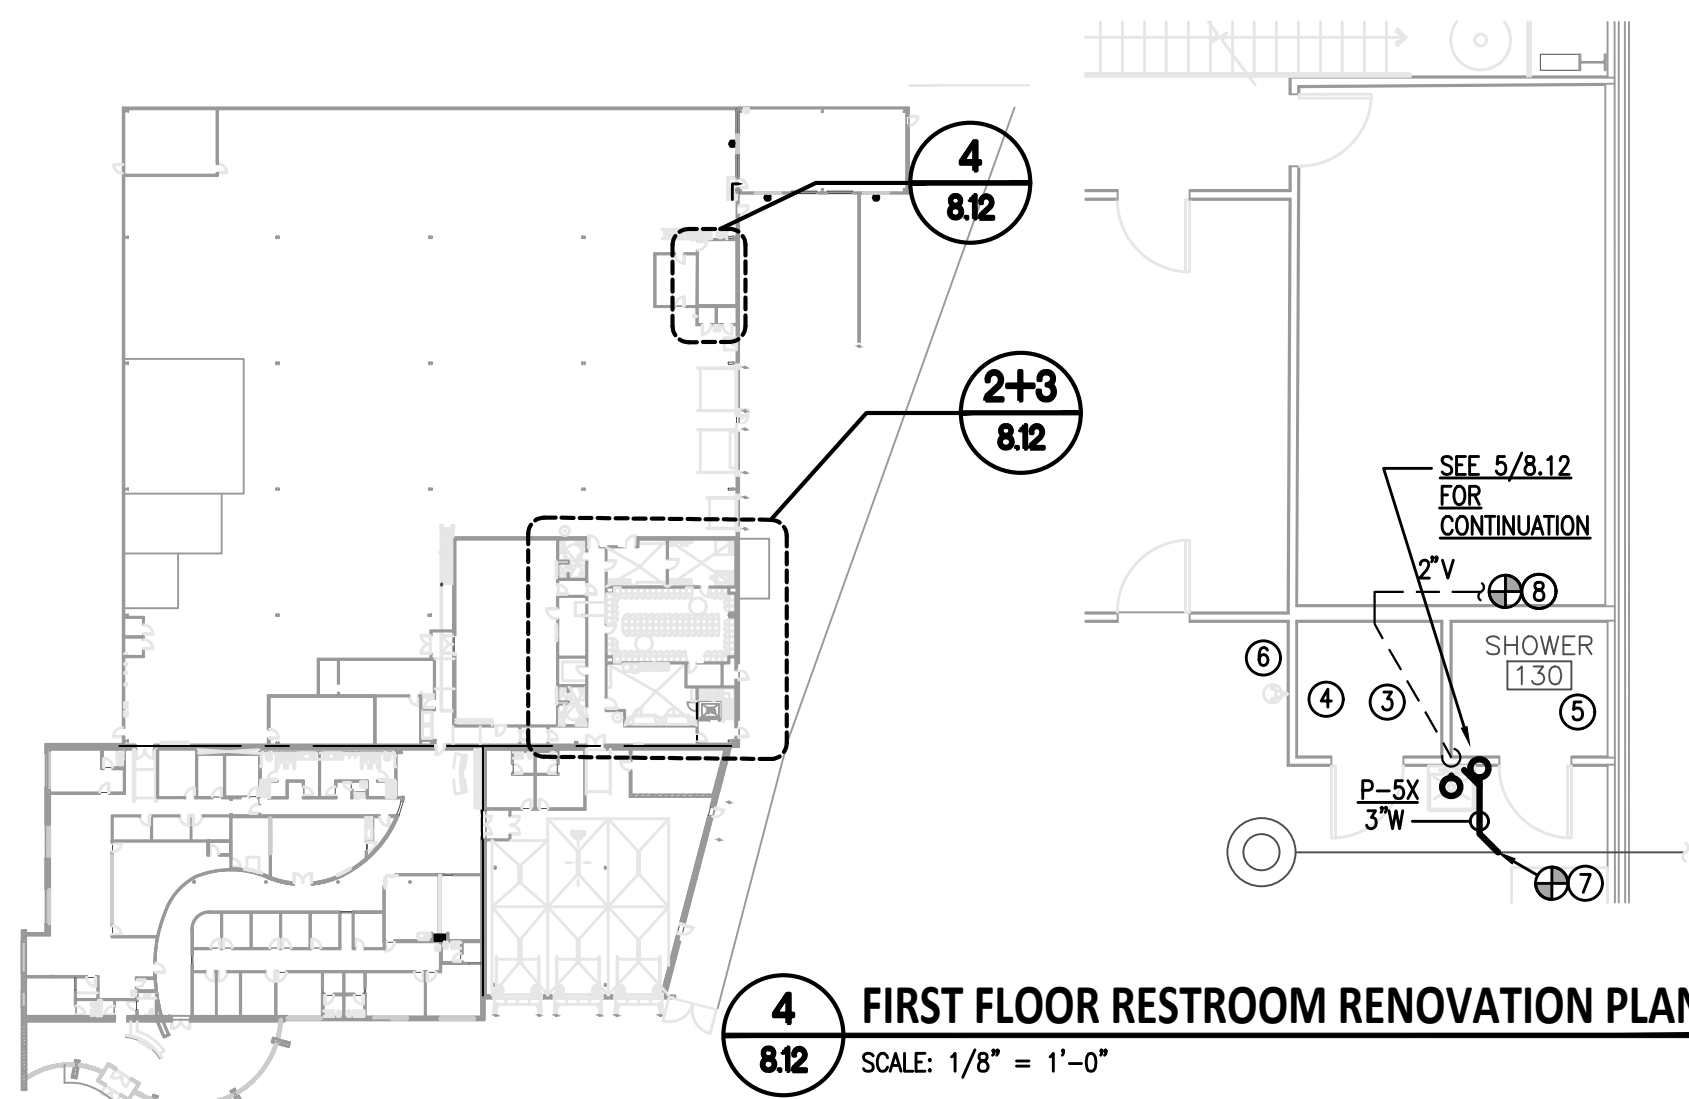 4
8.12
2+3
8.12
SEE 5/8.12
FOR
CONTINUATION
2"V
8
SHOWER
130
6
4
3
5
P-5X
3"W
7
4
8.12
FIRST FLOOR RESTROOM RENOVATION PLAN
SCALE: 1/8" = 1'-0"